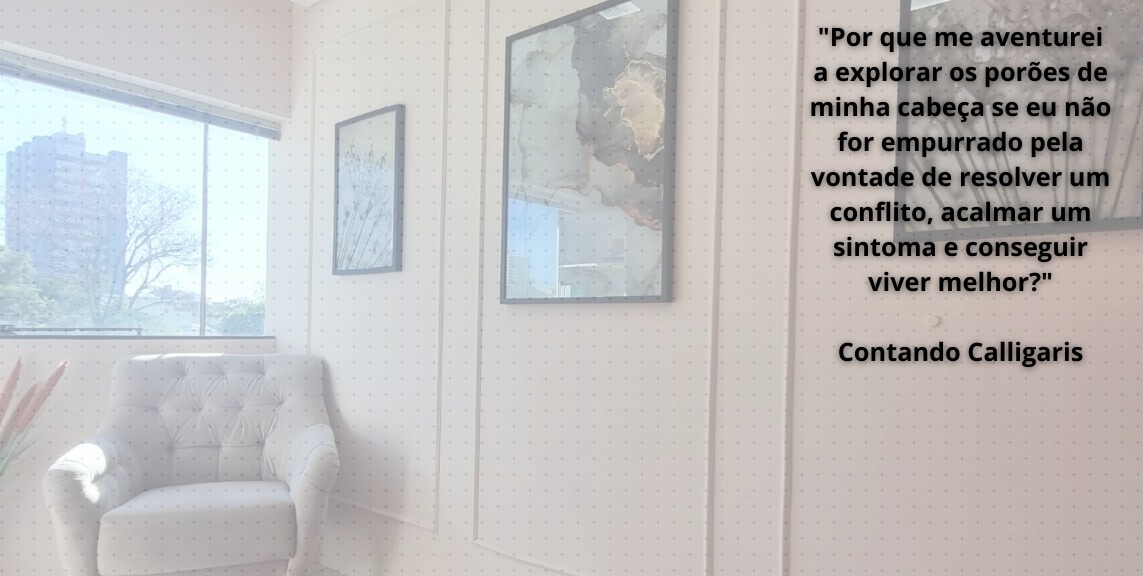 "Por que me aventurei
a explorar os porões de
minha cabeça se eu não
for empurrado pela
vontade de resolver um
conflito, acalmar um
sintoma e conseguir
viver melhor?"
Contando Calligaris